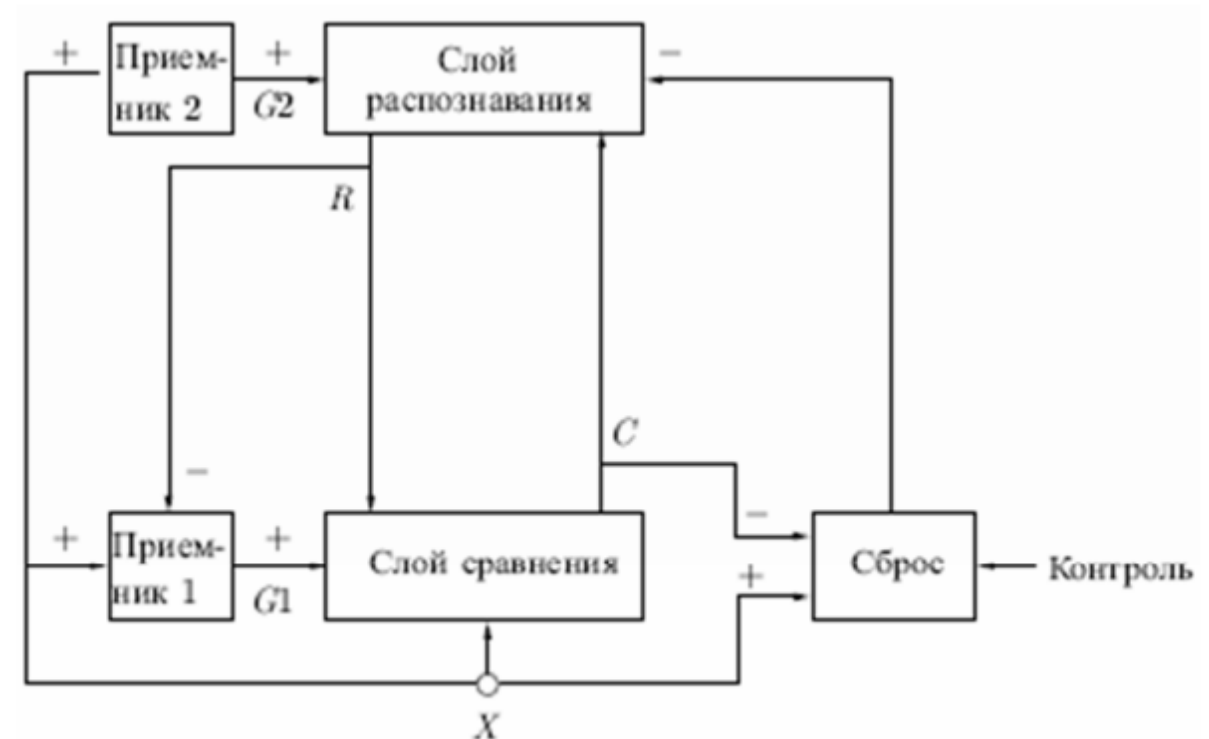 +
Прием-
ник 2
+
G2
Слой
распознавания
−
R
C
−
+
Прием-
ник 1
+
G1
Слой сравнения
−
+
Сброс
Контроль
X